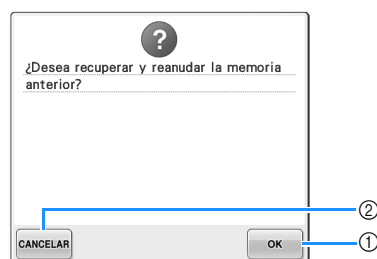 ?
¿Desea recuperar y reanudar la memoria
anterior?
②
CANCELAR
OK
①